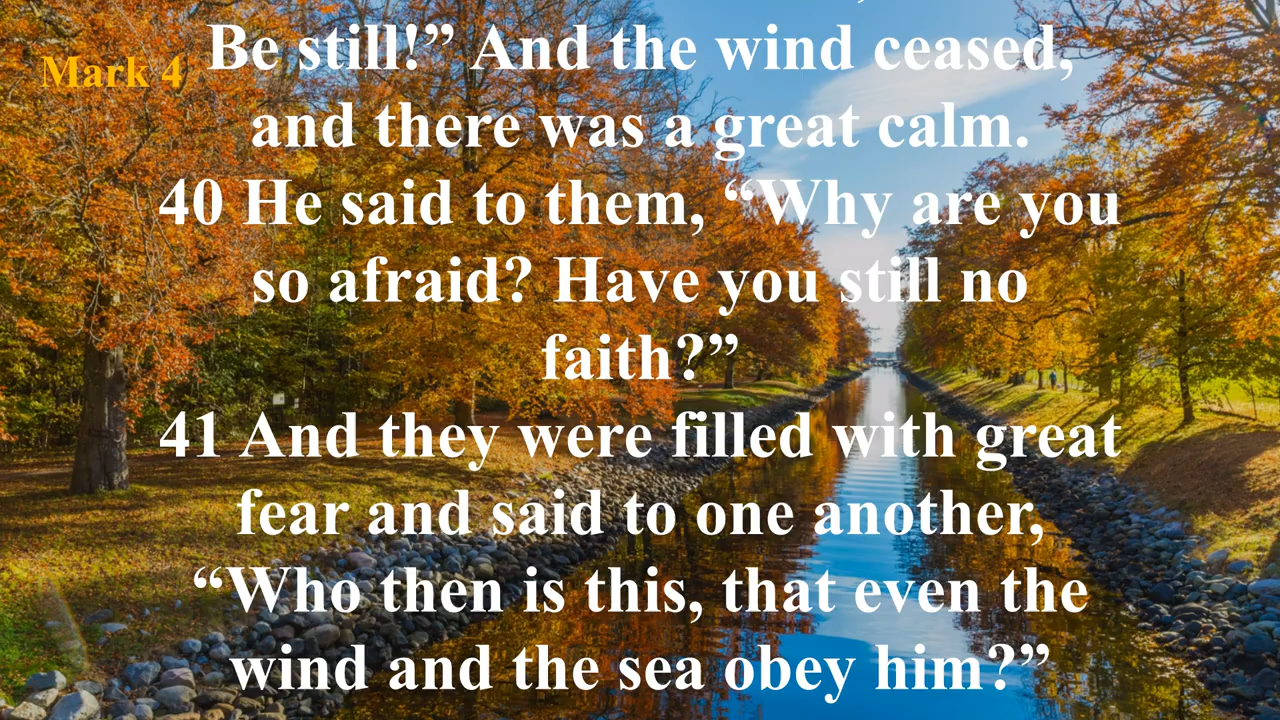 Mark 4
Be still!” And the wind ceased,
and there was a great calm.
40 He said to them, “Why are you
so afraid? Have you still no
faith?”
41 And they were filled with great
fear and said to one another,
“Who then is this, that even the
wind and the sea obey him?”